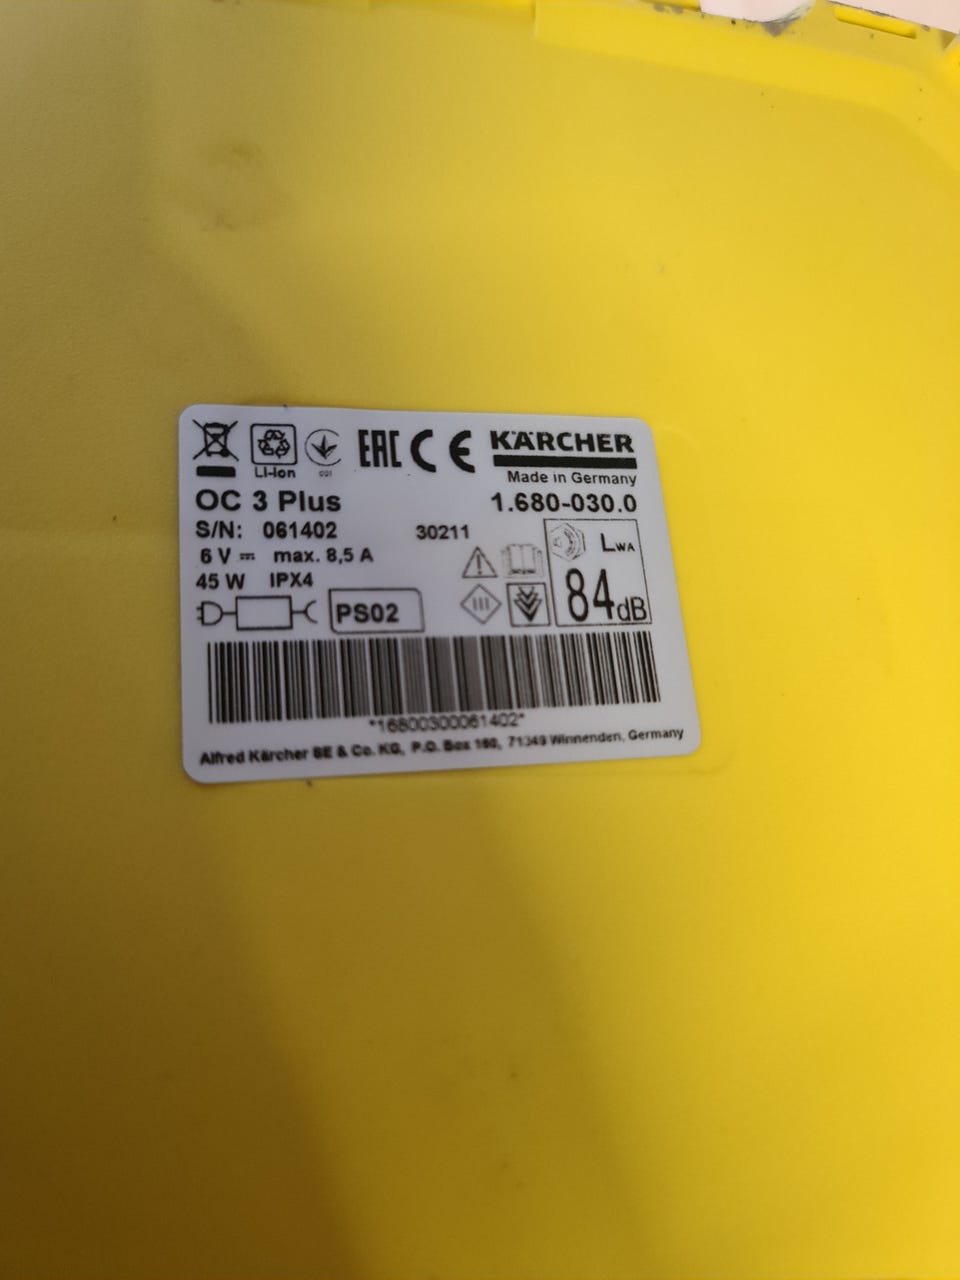 Li-Ion
001
EAC CE KÄRCHER
Made in Germany
OC 3 Plus 1.680-030.0
S/N: 061402 30211
6 V max. 8,5 A
45 W IPX4
LWA
84dB
PS02
*16800300061402*
Alfred Kärcher SE & Co. KG, P.O. Box 160, 71349 Winnenden, Germany